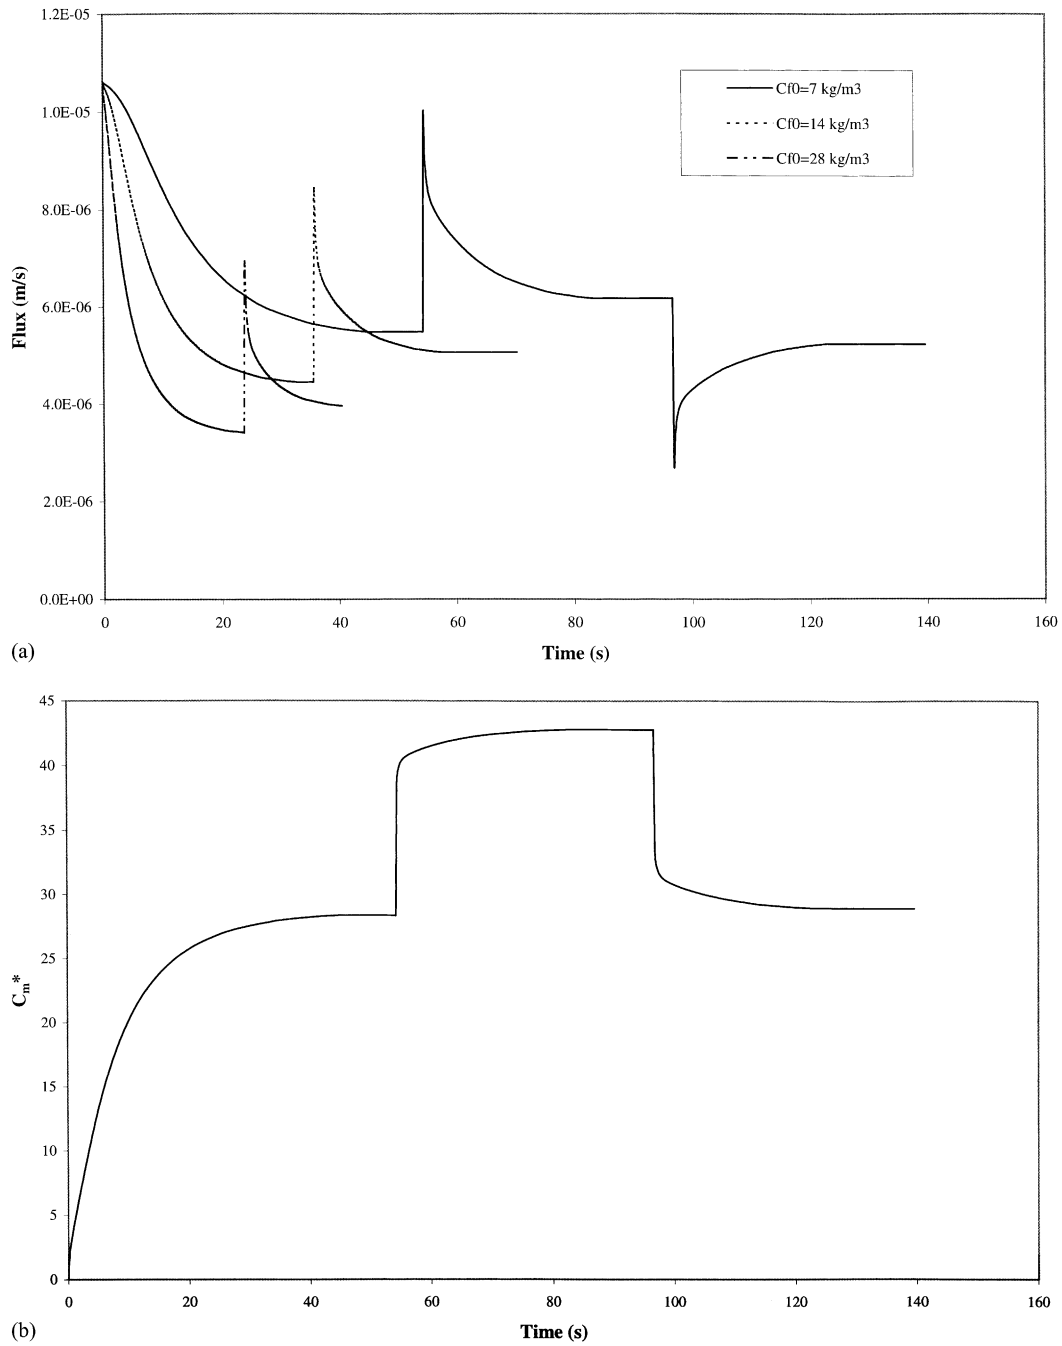 1.2E-05
1.0E-05
8.0E-06
6.0E-06
4.0E-06
2.0E-06
0.0E+00
Flux (m/s)
Cf0=7 kg/m3
Cf0=14 kg/m3
Cf0=28 kg/m3
0 20 40 60 80 100 120 140 160
Time (s)
(a)
45
40
35
30
25
20
15
10
5
0
Cm*
0 20 40 60 80 100 120 140 160
Time (s)
(b)